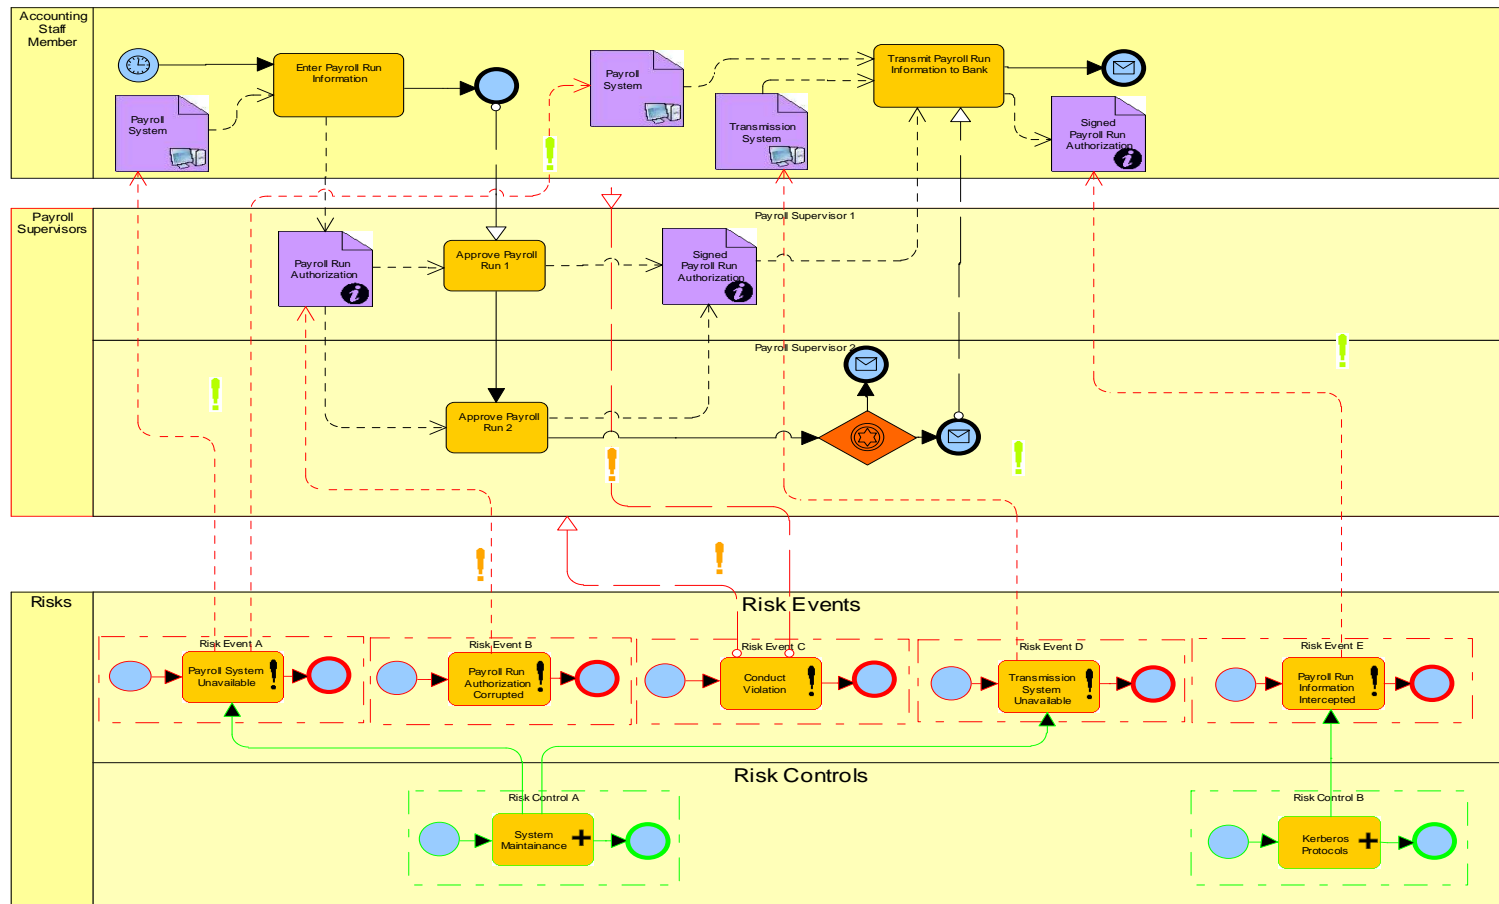 Accounting
Staff
Member
Enter Payroll Run
Information
Payroll
System
Payroll
System
Transmission
System
Transmit Payroll Run
Information to Bank
Signed
Payroll Run
Authorization
Payroll
Supervisors
Payroll Supervisor 1
Payroll Run
Authorization
Approve Payroll
Run 1
Signed
Payroll Run
Authorization
Payroll Supervisor 2
Approve Payroll
Run 2
Risks
Risk Events
Risk Event A
Payroll System
Unavailable
Risk Event B
Payroll Run
Authorization
Corrupted
Risk Event C
Conduct
Violation
Risk Event D
Transmission
System
Unavailable
Risk Event E
Payroll Run
Information
Intercepted
Risk Controls
Risk Control A
System
Maintainance
Risk Control B
Kerberos
Protocols